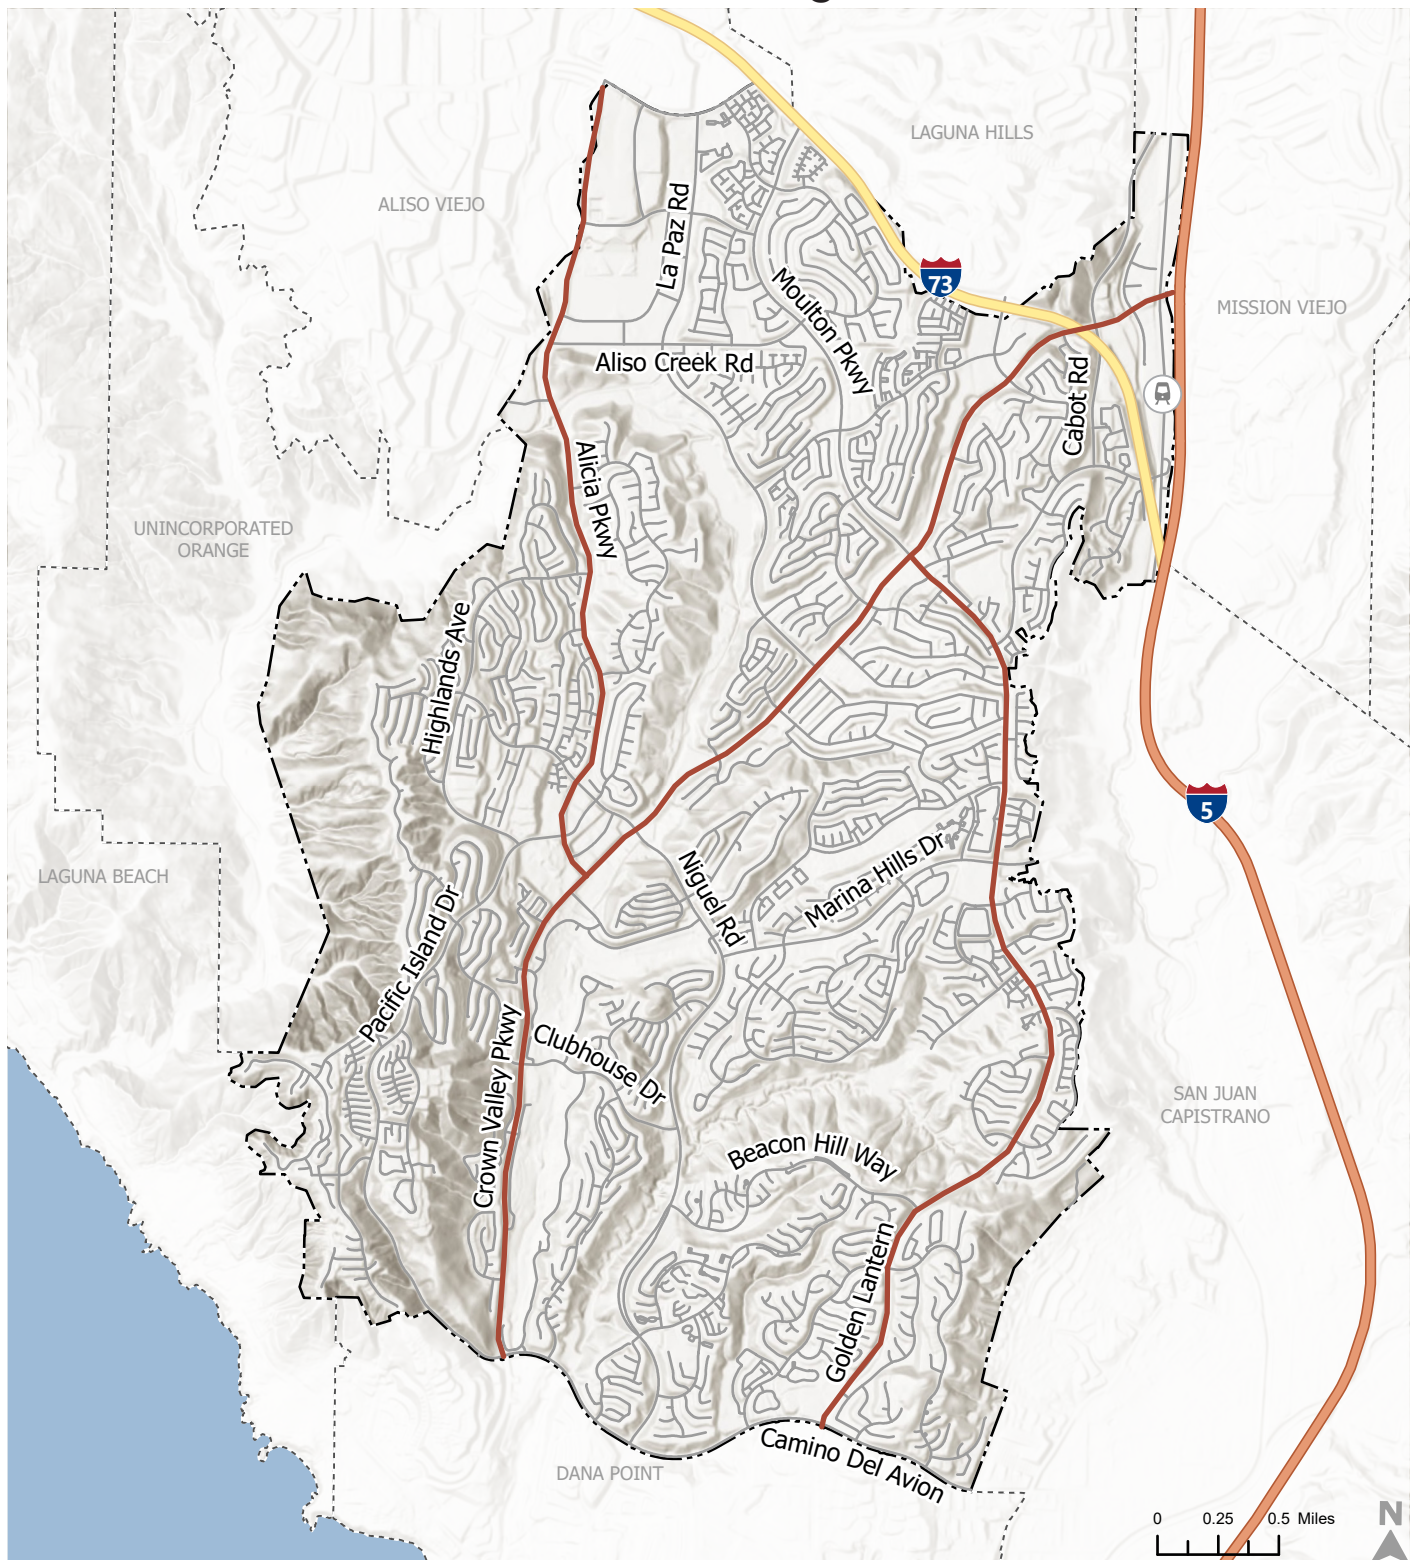 LAGUNA HILLS
ALISO VIEJO
La Paz Rd
73
Moulton Pkwy
MISSION VIEJO
Aliso Creek Rd
Cabot Rd
Alicia Pkwy
UNINCORPORATED
ORANGE
Highlands Ave
5
LAGUNA BEACH
Niguel Rd
Marina Hills Dr
Pacific Island Dr
Crown Valley Pkwy
Clubhouse Dr
SAN JUAN
CAPISTRANO
Beacon Hill Way
Golden Lantern
Camino Del Avion
DANA POINT
0 0.25 0.5 Miles
N